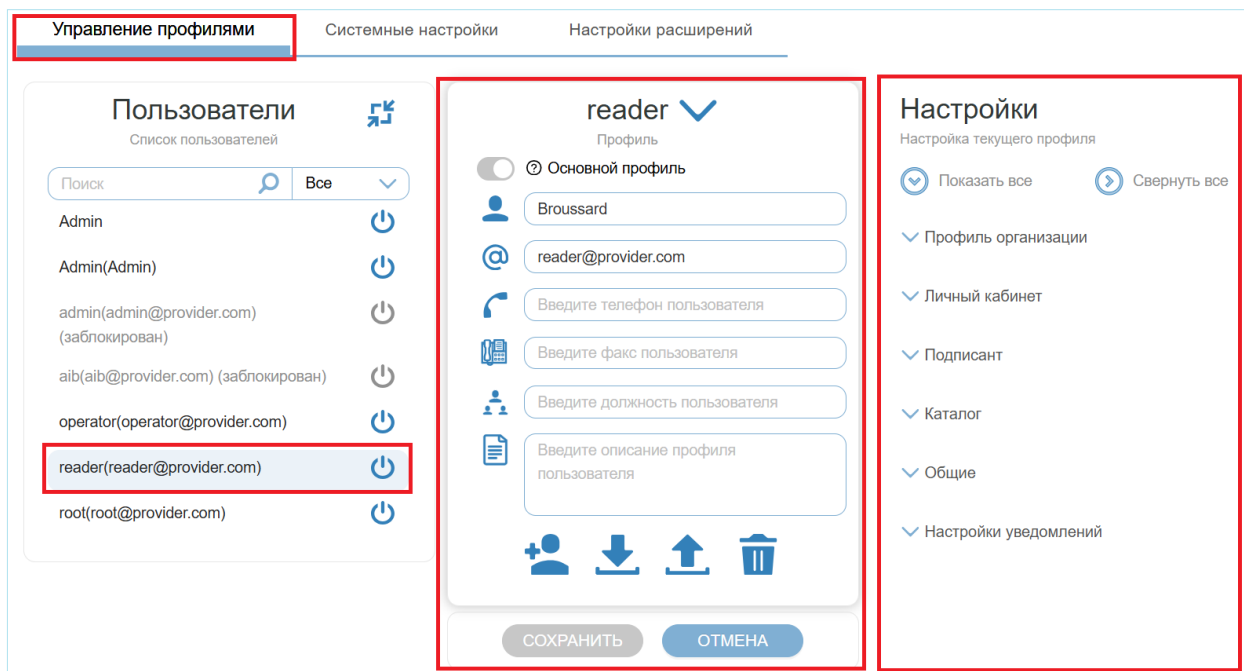 Управление профилями
Системные настройки
Настройки расширений
Пользователи
Список пользователей
Поиск
Все
Admin
Admin(Admin)
admin(admin@provider.com)
(заблокирован)
aib(aib@provider.com) (заблокирован)
operator(operator@provider.com)
reader(reader@provider.com)
root(root@provider.com)
reader
Профиль
? Основной профиль
Broussard
@ reader@provider.com
Введите телефон пользователя
Введите факс пользователя
Введите должность пользователя
Введите описание профиля
пользователя
СОХРАНИТЬ
ОТМЕНА
Настройки
Настройка текущего профиля
Показать все
Свернуть все
Профиль организации
Личный кабинет
Подписант
Каталог
Общие
Настройки уведомлений